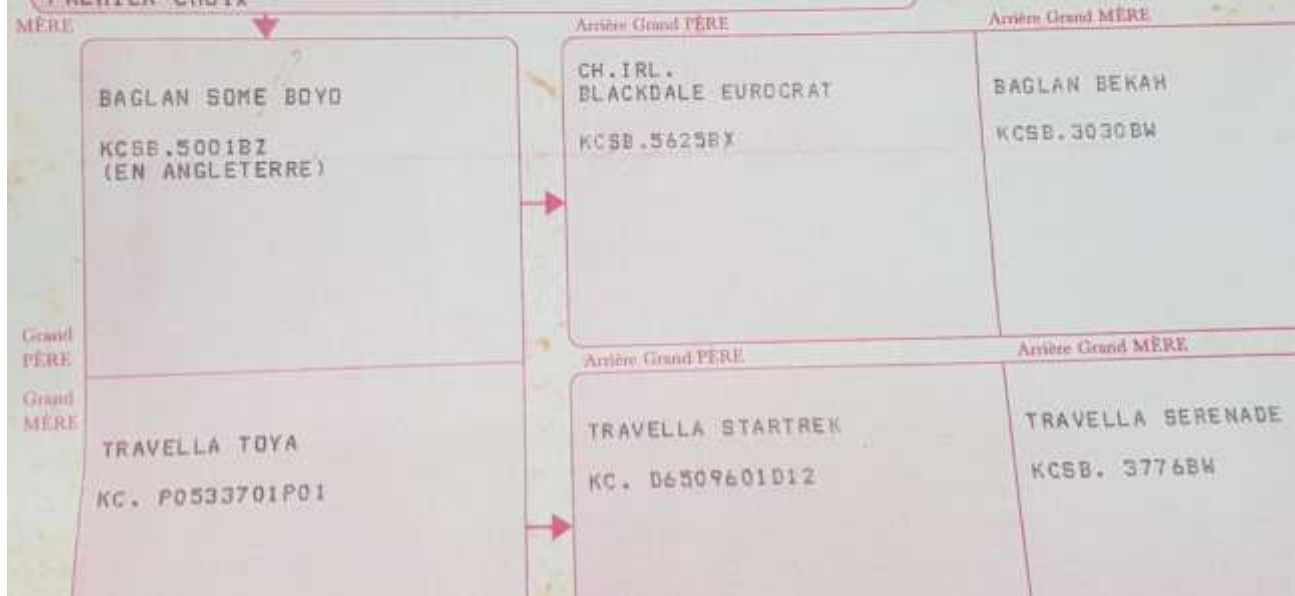 PREMIER CHOIX
MÈRE
BAGLAN SOME BOYO
KCSB.5001BZ
(EN ANGLETERRE)
Grand
PÈRE
Arrière Grand PÈRE
CH.IRL.
BLACKDALE EUROCRAT
KCSB.5625BX
Arrière Grand MÈRE
BAGLAN BEKAH
KCSB.3030BW
Grand
MÈRE
TRAVELLA TOYA
KC. P0533701P01
Arrière Grand PÈRE
TRAVELLA STARTREK
KC. D6509601D12
Arrière Grand MÈRE
TRAVELLA SERENADE
KCSB. 3776BW